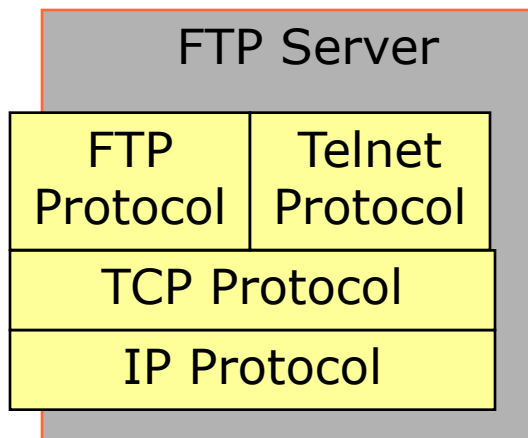 FTP Server
FTP
Protocol
Telnet
Protocol
TCP Protocol
IP Protocol